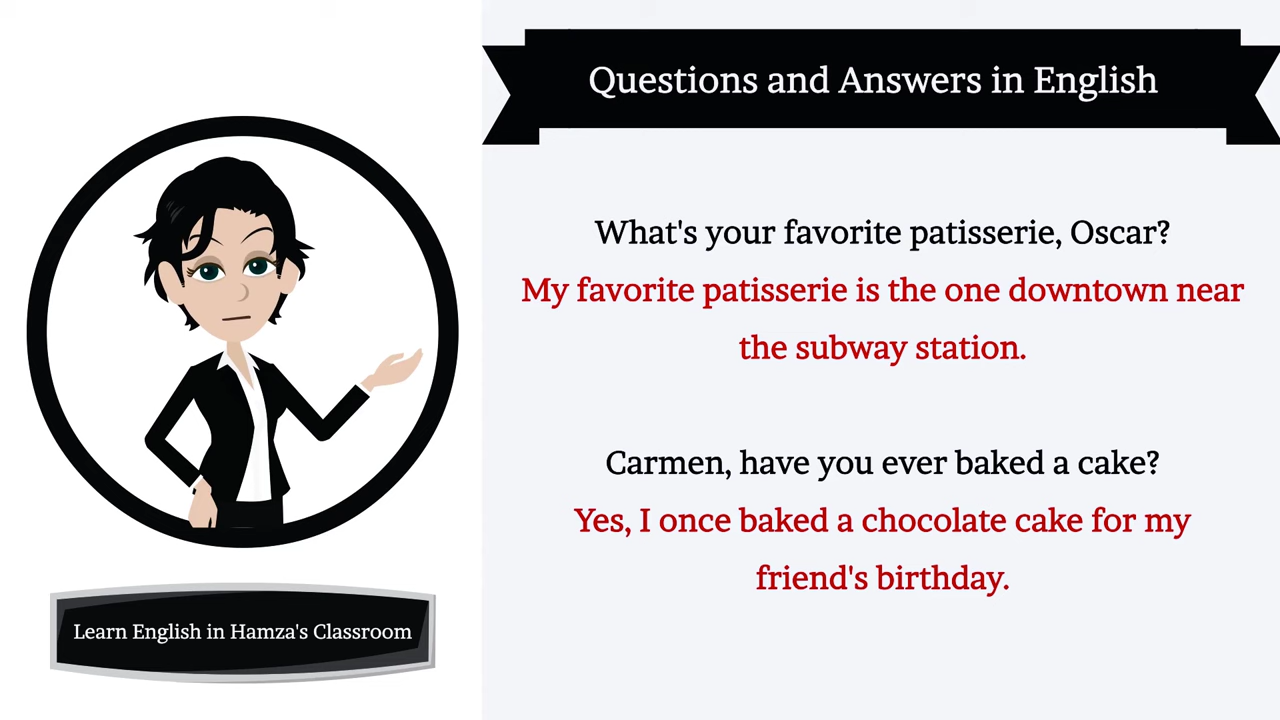 Questions and Answers in English
What's your favorite patisserie, Oscar?
My favorite patisserie is the one downtown near
the subway station.
Carmen, have you ever baked a cake?
Yes, I once baked a chocolate cake for my
friend's birthday.
Learn English in Hamza's Classroom